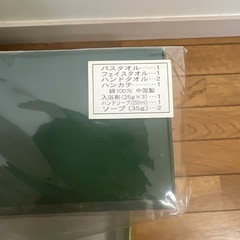 バスタオル……1
フェイスタオル…1
ハンドタオル…2
ハンカチ………1
綿100% 中国製
入浴剤(25g×3)…1
ハンドソープ(250ml)…1
ソープ(35g)…2